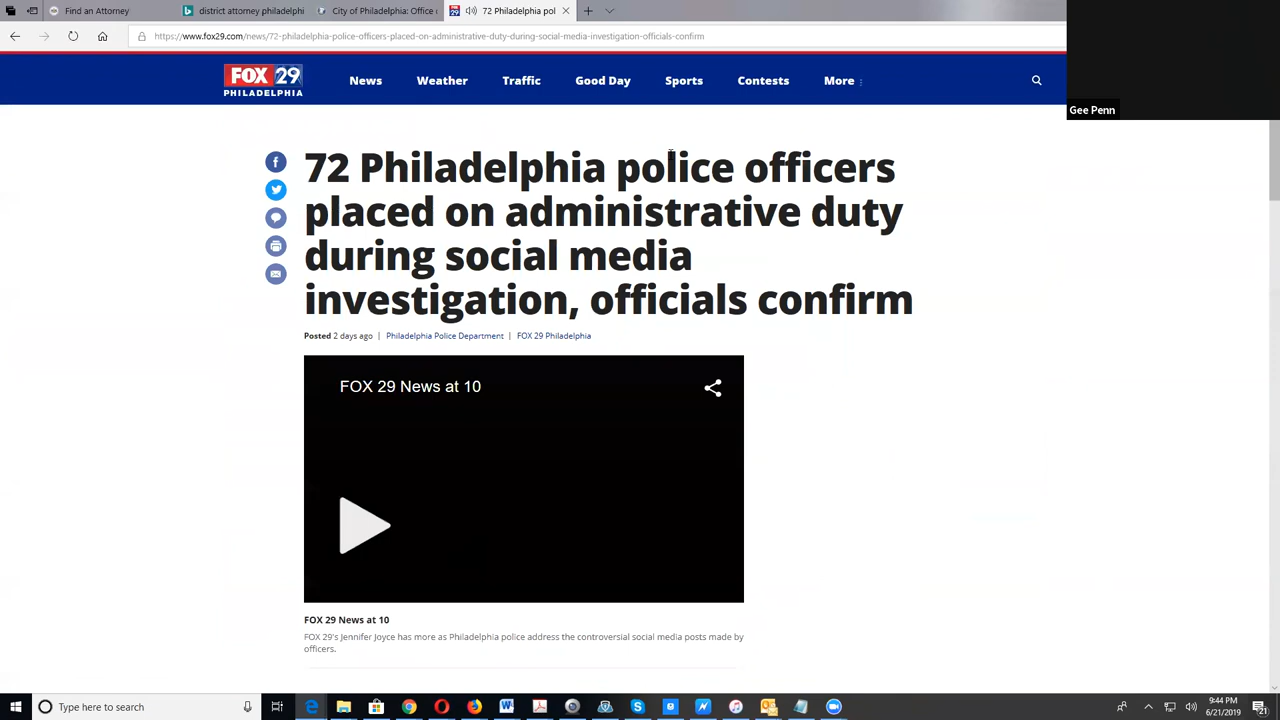 Find an Attorney
district attorney philadelphi
City of Philadelphia: Office
72 Philadelphia pol
https://www.fox29.com/news/72-philadelphia-police-officers-placed-on-administrative-duty-during-social-media-investigation-officials-confirm
Gee Penn
FOX 29
PHILADELPHIA
News Weather Traffic Good Day Sports Contests More
72 Philadelphia police officers
placed on administrative duty
during social media
investigation, officials confirm
Posted 2 days ago | Philadelphia Police Department | FOX 29 Philadelphia
FOX 29 News at 10
FOX 29 News at 10
FOX 29's Jennifer Joyce has more as Philadelphia police address the controversial social media posts made by
officers.
Type here to search
9:44 PM
6/21/2019